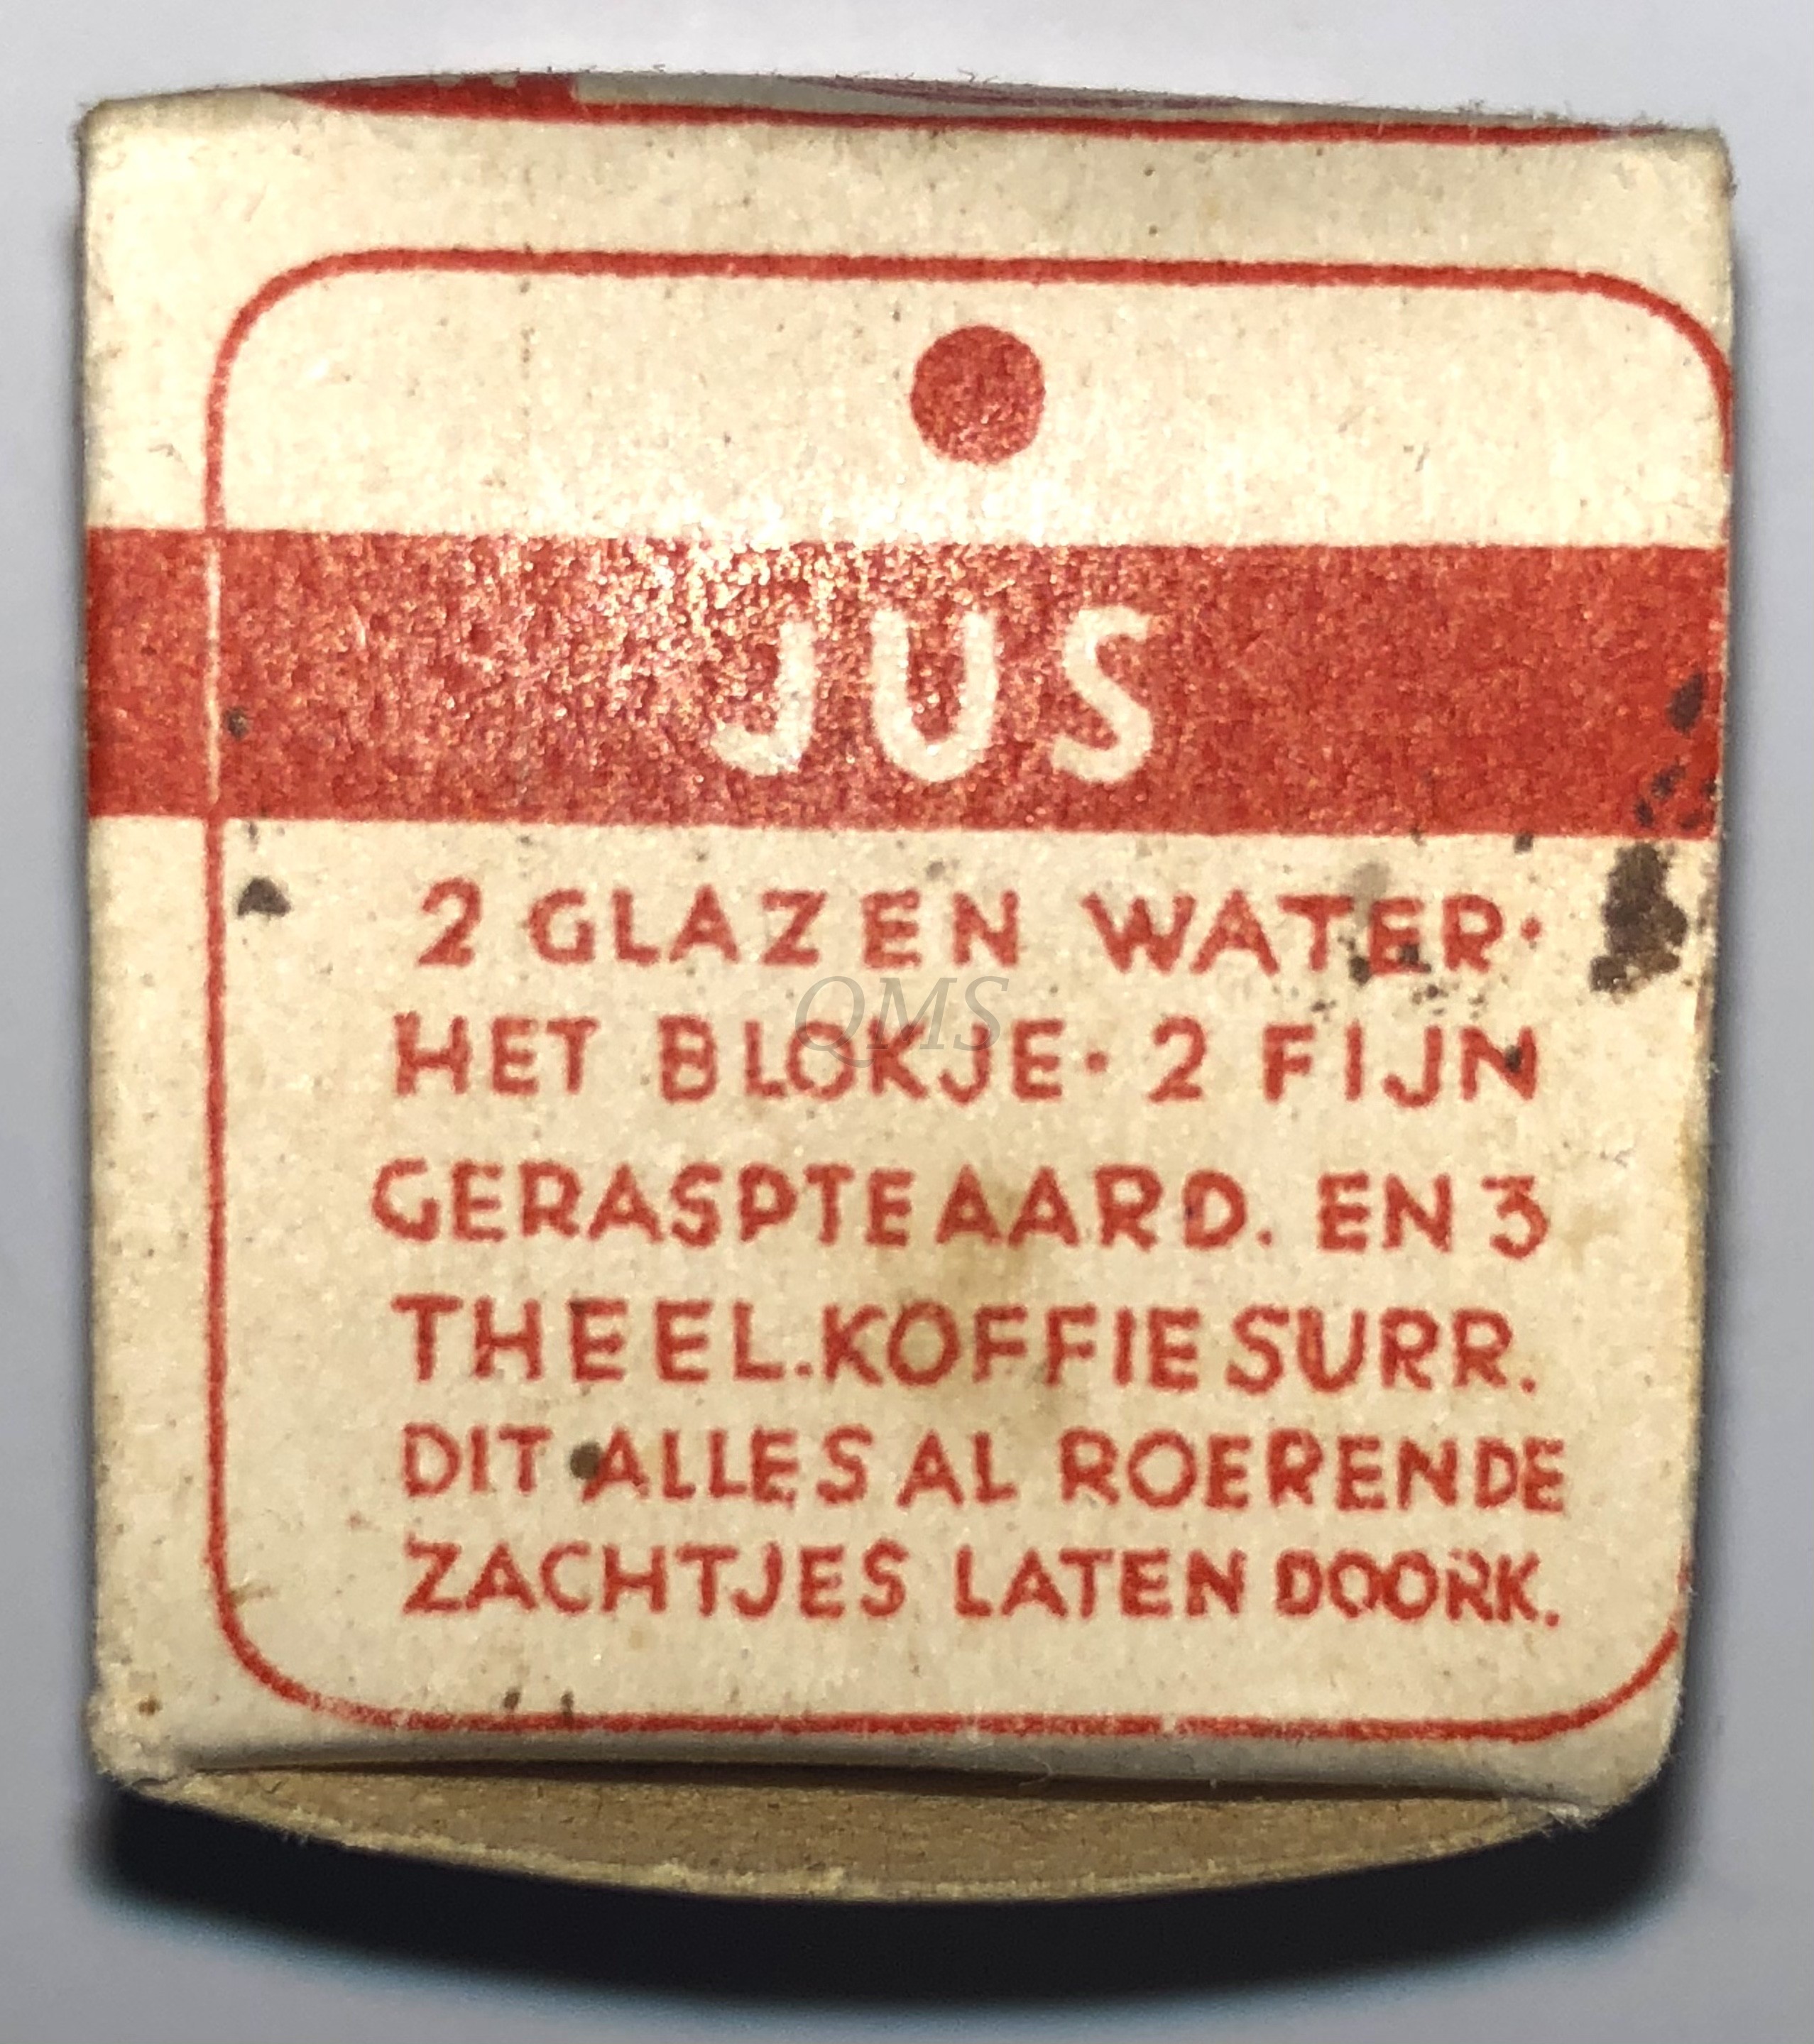 JUS
2 GLAZEN WATER·
HET BLOKJE· 2 FIJN
GERASPTE AARD. EN 3
THEEL. KOFFIE SURR.
DIT ALLES AL ROERENDE
ZACHTJES LATEN DOORK.
QMS